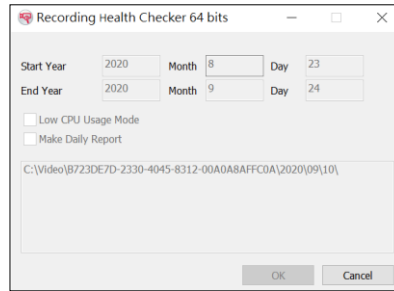 Recording Health Checker 64 bits
Start Year 2020 Month 8 Day 23
End Year 2020 Month 9 Day 24
Low CPU Usage Mode
Make Daily Report
C:\Video\B723DE7D-2330-4045-8312-00A0A8AFFC0A\2020\09\10\
OK Cancel